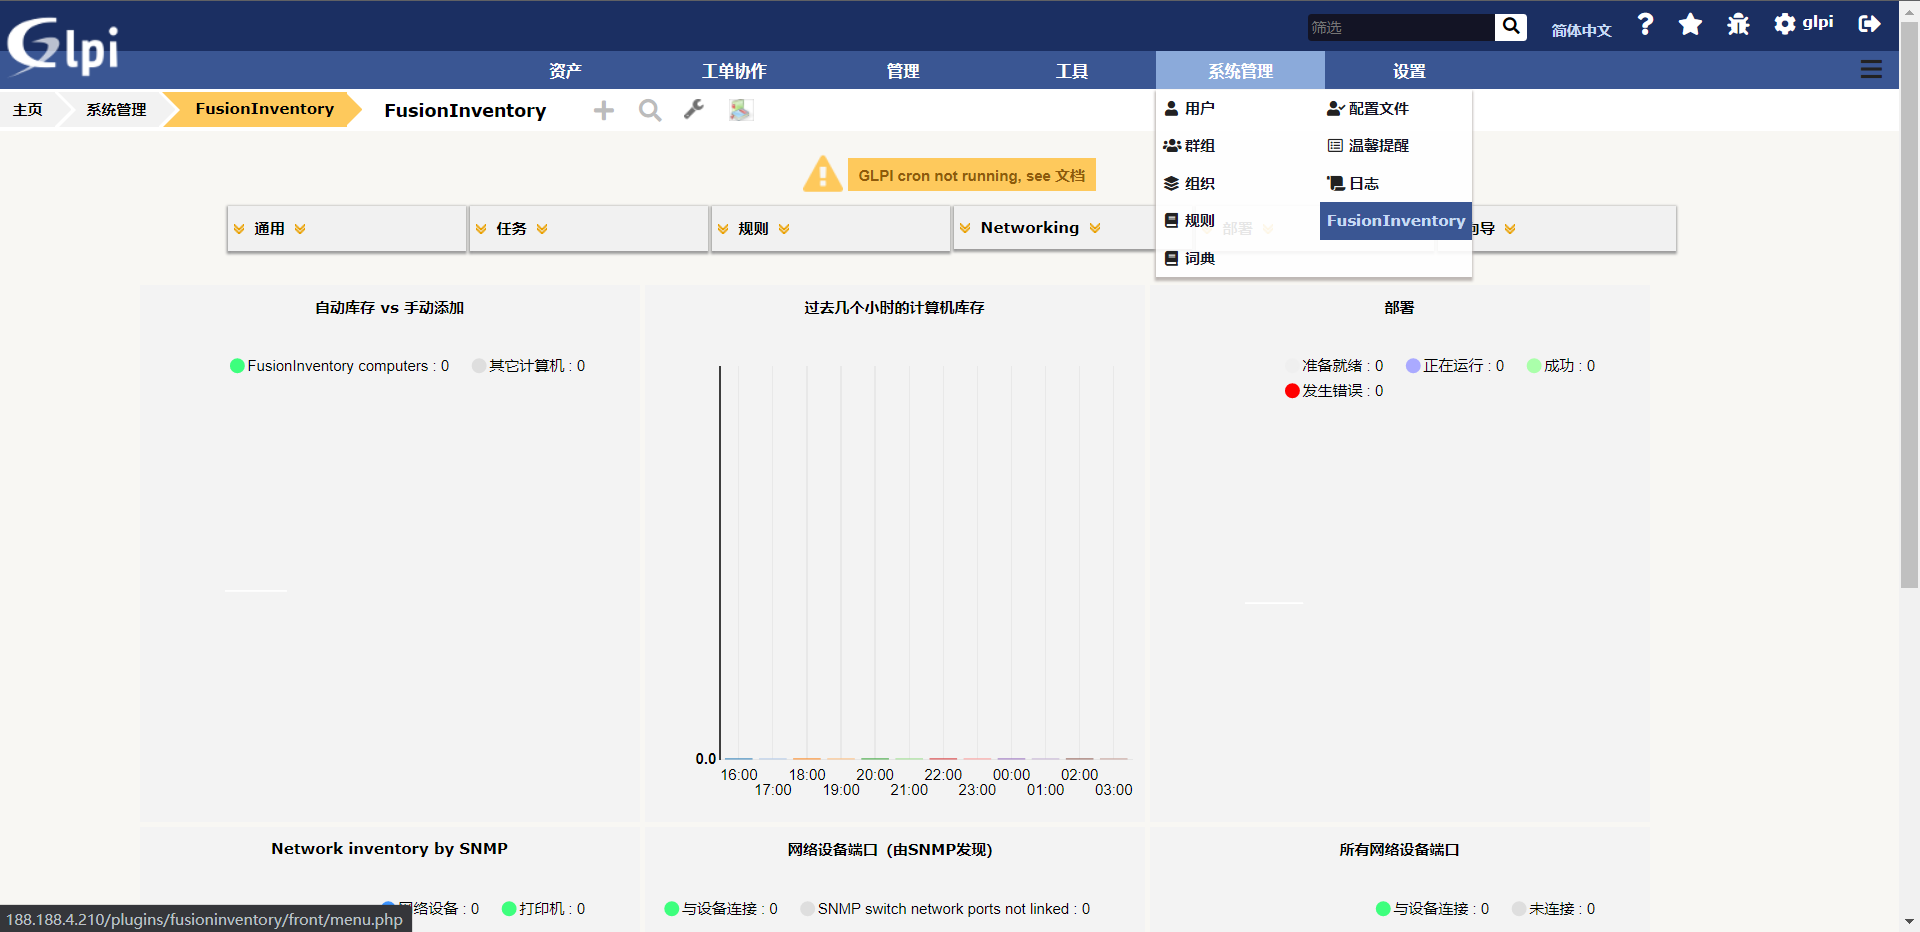 Glpi
筛选
简体中文
glpi
资产
工单协作
管理
工具
系统管理
设置
主页
系统管理
FusionInventory
FusionInventory
用户
配置文件
群组
温馨提醒
组织
日志
规则
FusionInventory
词典
GLPI cron not running, see 文档
通用
任务
规则
Networking
部署
向导
自动库存 vs 手动添加
FusionInventory computers : 0
其它计算机 : 0
过去几个小时的计算机库存
0.0
16:00
17:00
18:00
19:00
20:00
21:00
22:00
23:00
00:00
01:00
02:00
03:00
部署
准备就绪 : 0
正在运行 : 0
成功 : 0
发生错误 : 0
Network inventory by SNMP
网络设备 : 0
打印机 : 0
网络设备端口（由SNMP发现）
与设备连接 : 0
SNMP switch network ports not linked : 0
所有网络设备端口
与设备连接 : 0
未连接 : 0
188.188.4.210/plugins/fusioninventory/front/menu.php